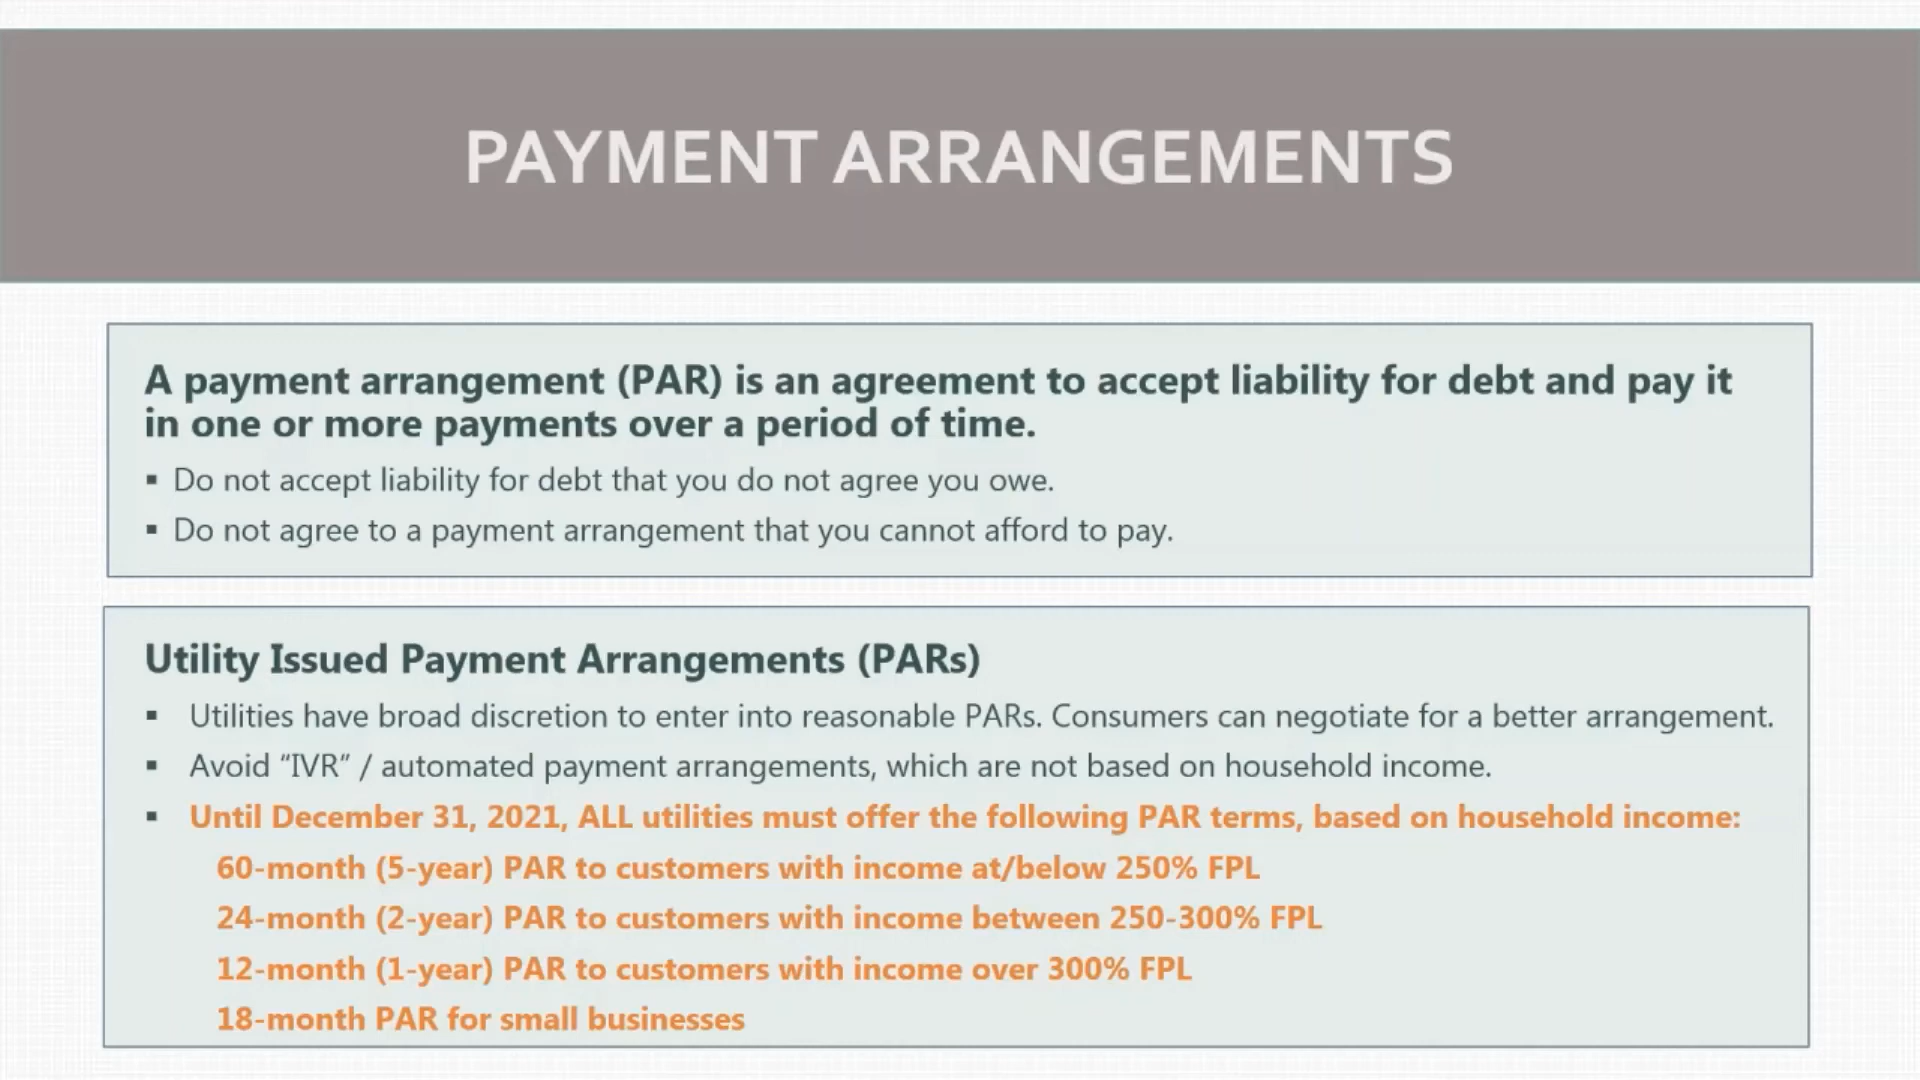 PAYMENT ARRANGEMENTS
A payment arrangement (PAR) is an agreement to accept liability for debt and pay it
in one or more payments over a period of time.
▪ Do not accept liability for debt that you do not agree you owe.
▪ Do not agree to a payment arrangement that you cannot afford to pay.
Utility Issued Payment Arrangements (PARs)
▪ Utilities have broad discretion to enter into reasonable PARs. Consumers can negotiate for a better arrangement.
▪ Avoid “IVR” / automated payment arrangements, which are not based on household income.
▪ Until December 31, 2021, ALL utilities must offer the following PAR terms, based on household income:
60-month (5-year) PAR to customers with income at/below 250% FPL
24-month (2-year) PAR to customers with income between 250-300% FPL
12-month (1-year) PAR to customers with income over 300% FPL
18-month PAR for small businesses